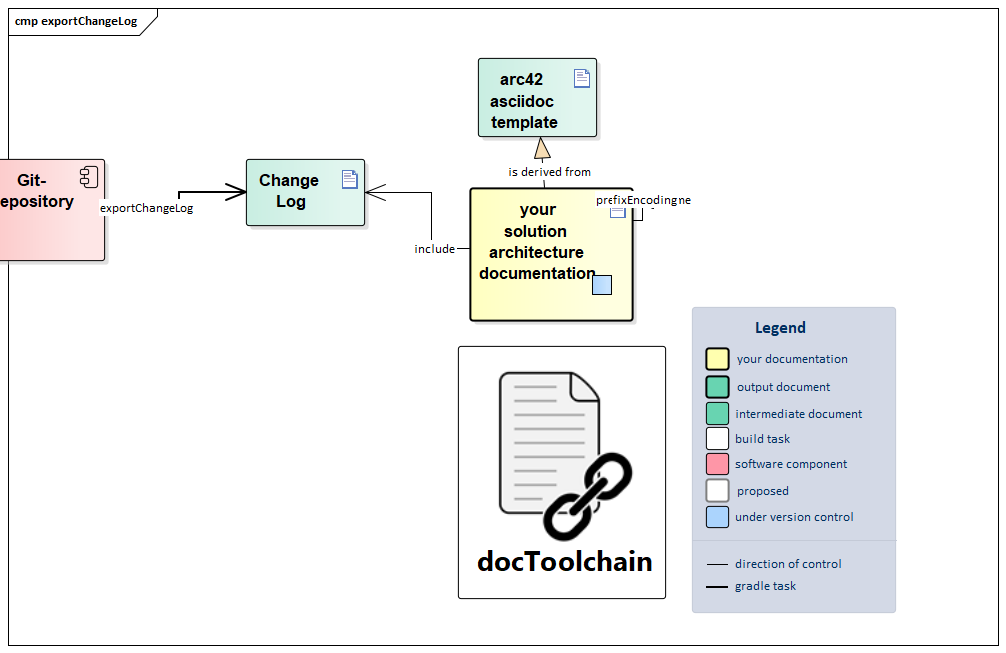 cmp exportChangeLog
arc42
asciidoc
template
is derived from
Git-
epository
exportChangeLog
Change
Log
include
your
solution
architecture
documentation
prefixEncodingne
docToolchain
Legend
your documentation
output document
intermediate document
build task
software component
proposed
under version control
direction of control
gradle task